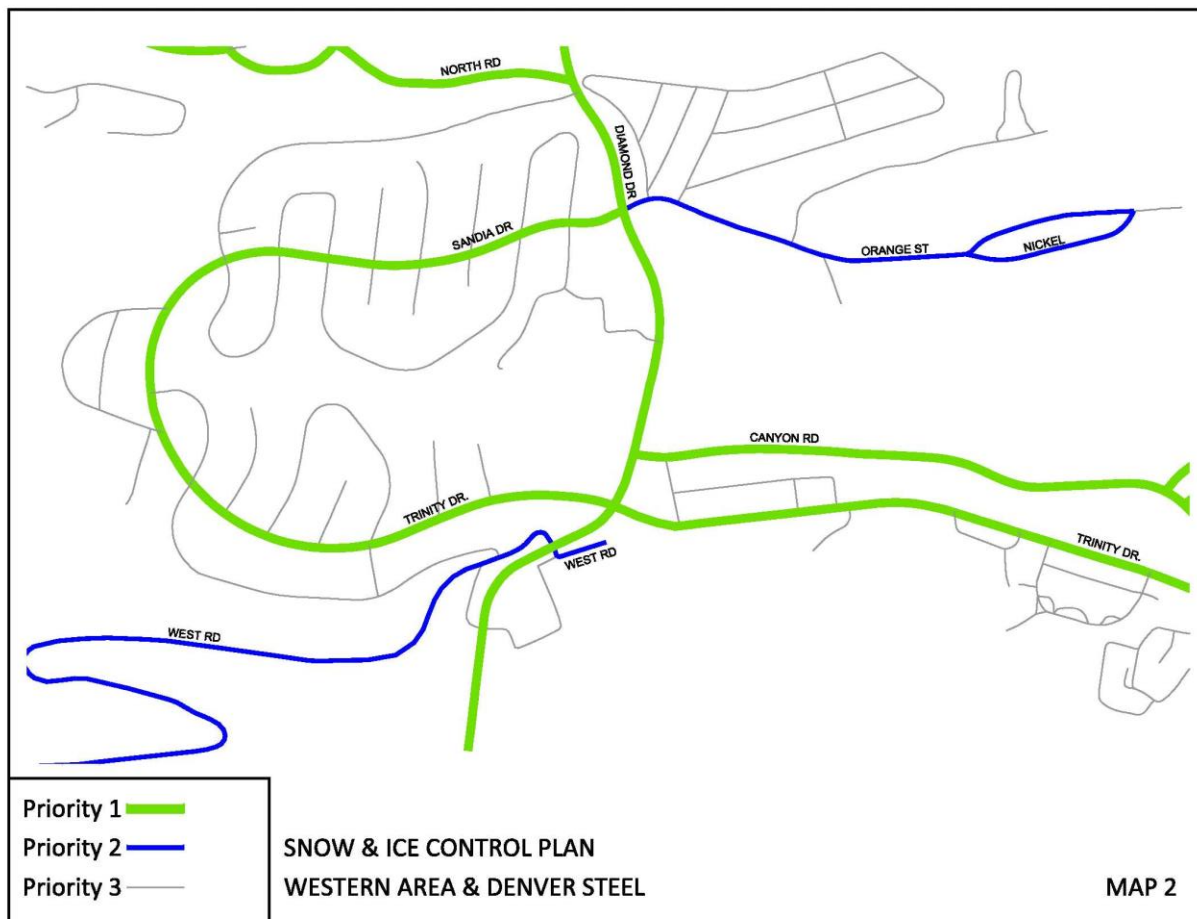 NORTH RD
DIAMOND DR
SANDIA DR
ORANGE ST
NICKEL
CANYON RD
TRINITY DR.
TRINITY DR.
WEST RD
WEST RD
Priority 1
Priority 2
Priority 3
SNOW & ICE CONTROL PLAN
WESTERN AREA & DENVER STEEL
MAP 2